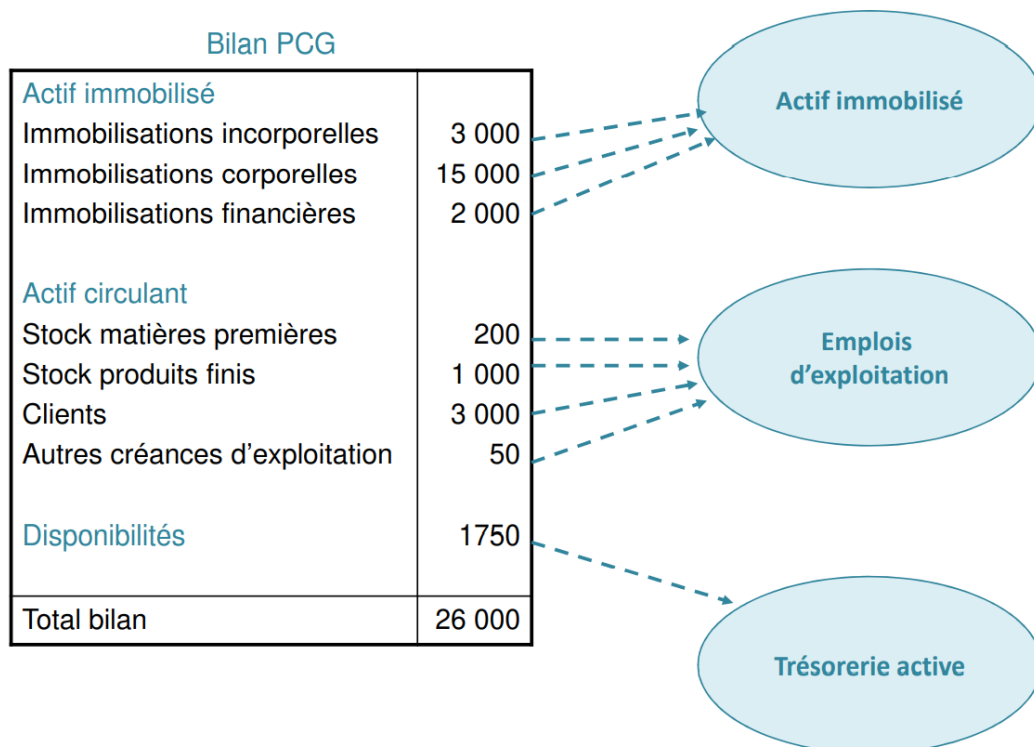 Bilan PCG
Actif immobilisé
Immobilisations incorporelles 3 000
Immobilisations corporelles 15 000
Immobilisations financières 2 000
Actif circulant
Stock matières premières 200
Stock produits finis 1 000
Clients 3 000
Autres créances d'exploitation 50
Disponibilités 1750
Total bilan 26 000
Actif immobilisé
Emplois
d'exploitation
Trésorerie active